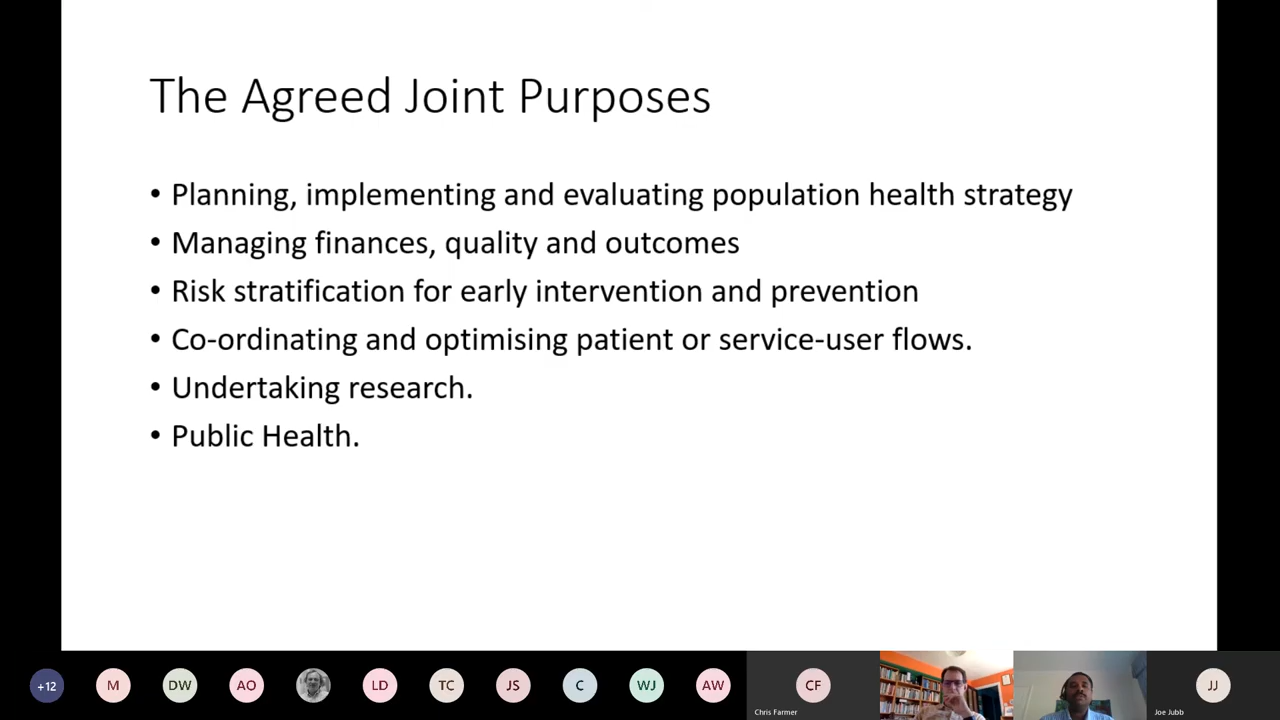 The Agreed Joint Purposes
• Planning, implementing and evaluating population health strategy
• Managing finances, quality and outcomes
• Risk stratification for early intervention and prevention
• Co-ordinating and optimising patient or service-user flows.
• Undertaking research.
• Public Health.
+12 M DW AO LD TC JS C WJ AW CF JJ
Chris Farmer Joe Jubb